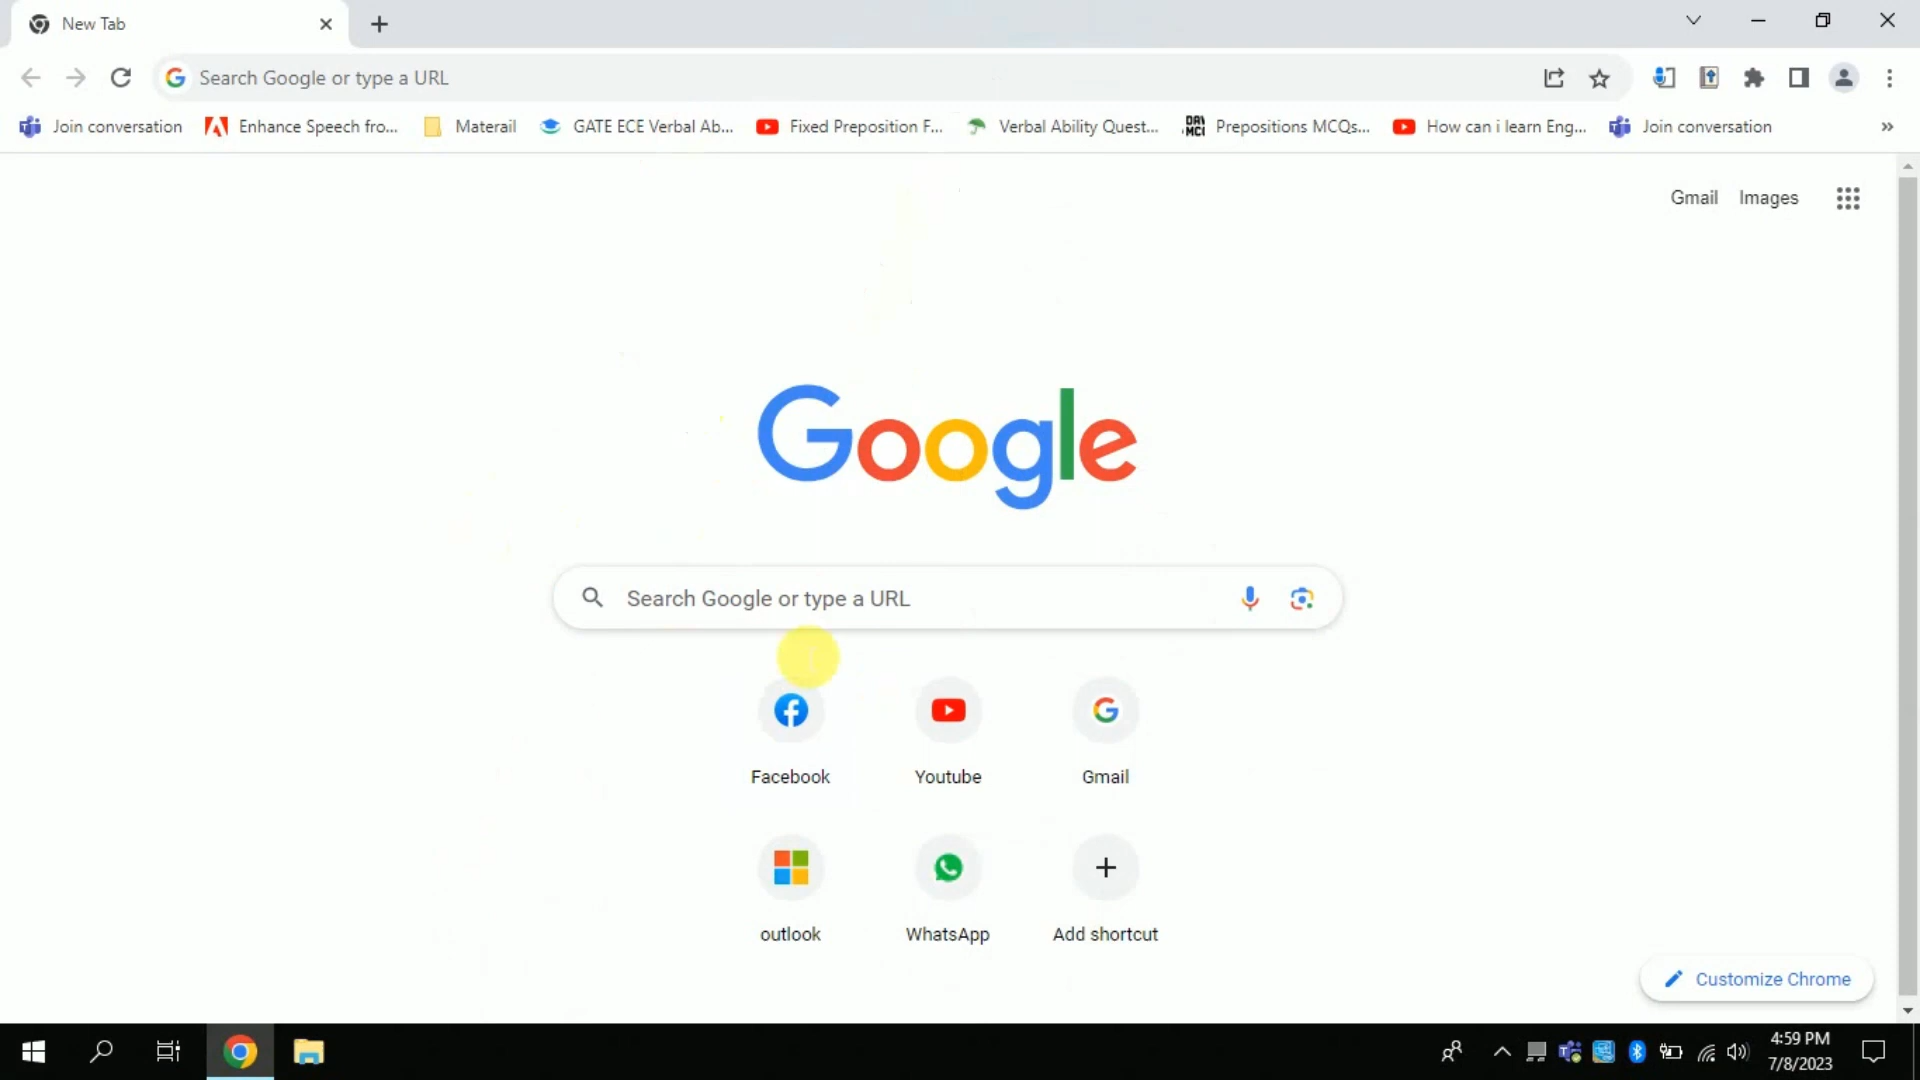 New Tab
Search Google or type a URL
Join conversation
Enhance Speech fro...
Materail
GATE ECE Verbal Ab...
Fixed Preposition F...
Verbal Ability Quest...
Prepositions MCQs...
How can i learn Eng...
Join conversation
Gmail
Images
Google
Search Google or type a URL
Facebook
Youtube
Gmail
outlook
WhatsApp
Add shortcut
Customize Chrome
4:59 PM
7/8/2023